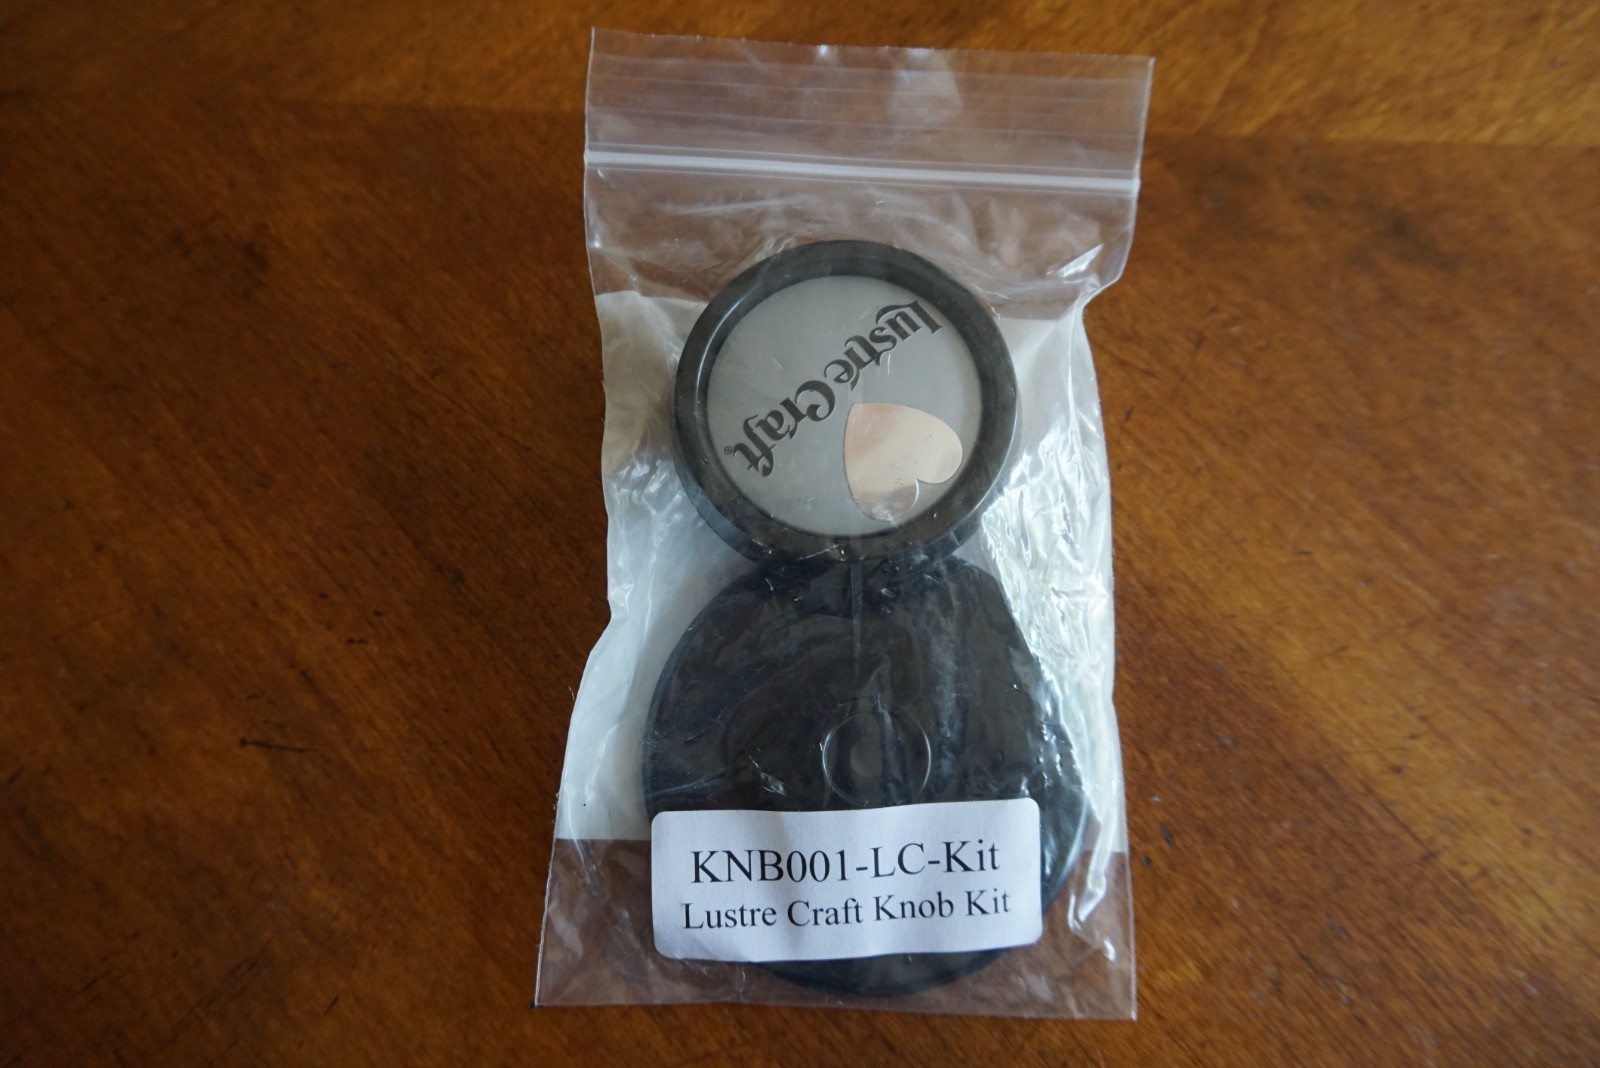 Lustre Craft®
KNB001-LC-Kit
Lustre Craft Knob Kit